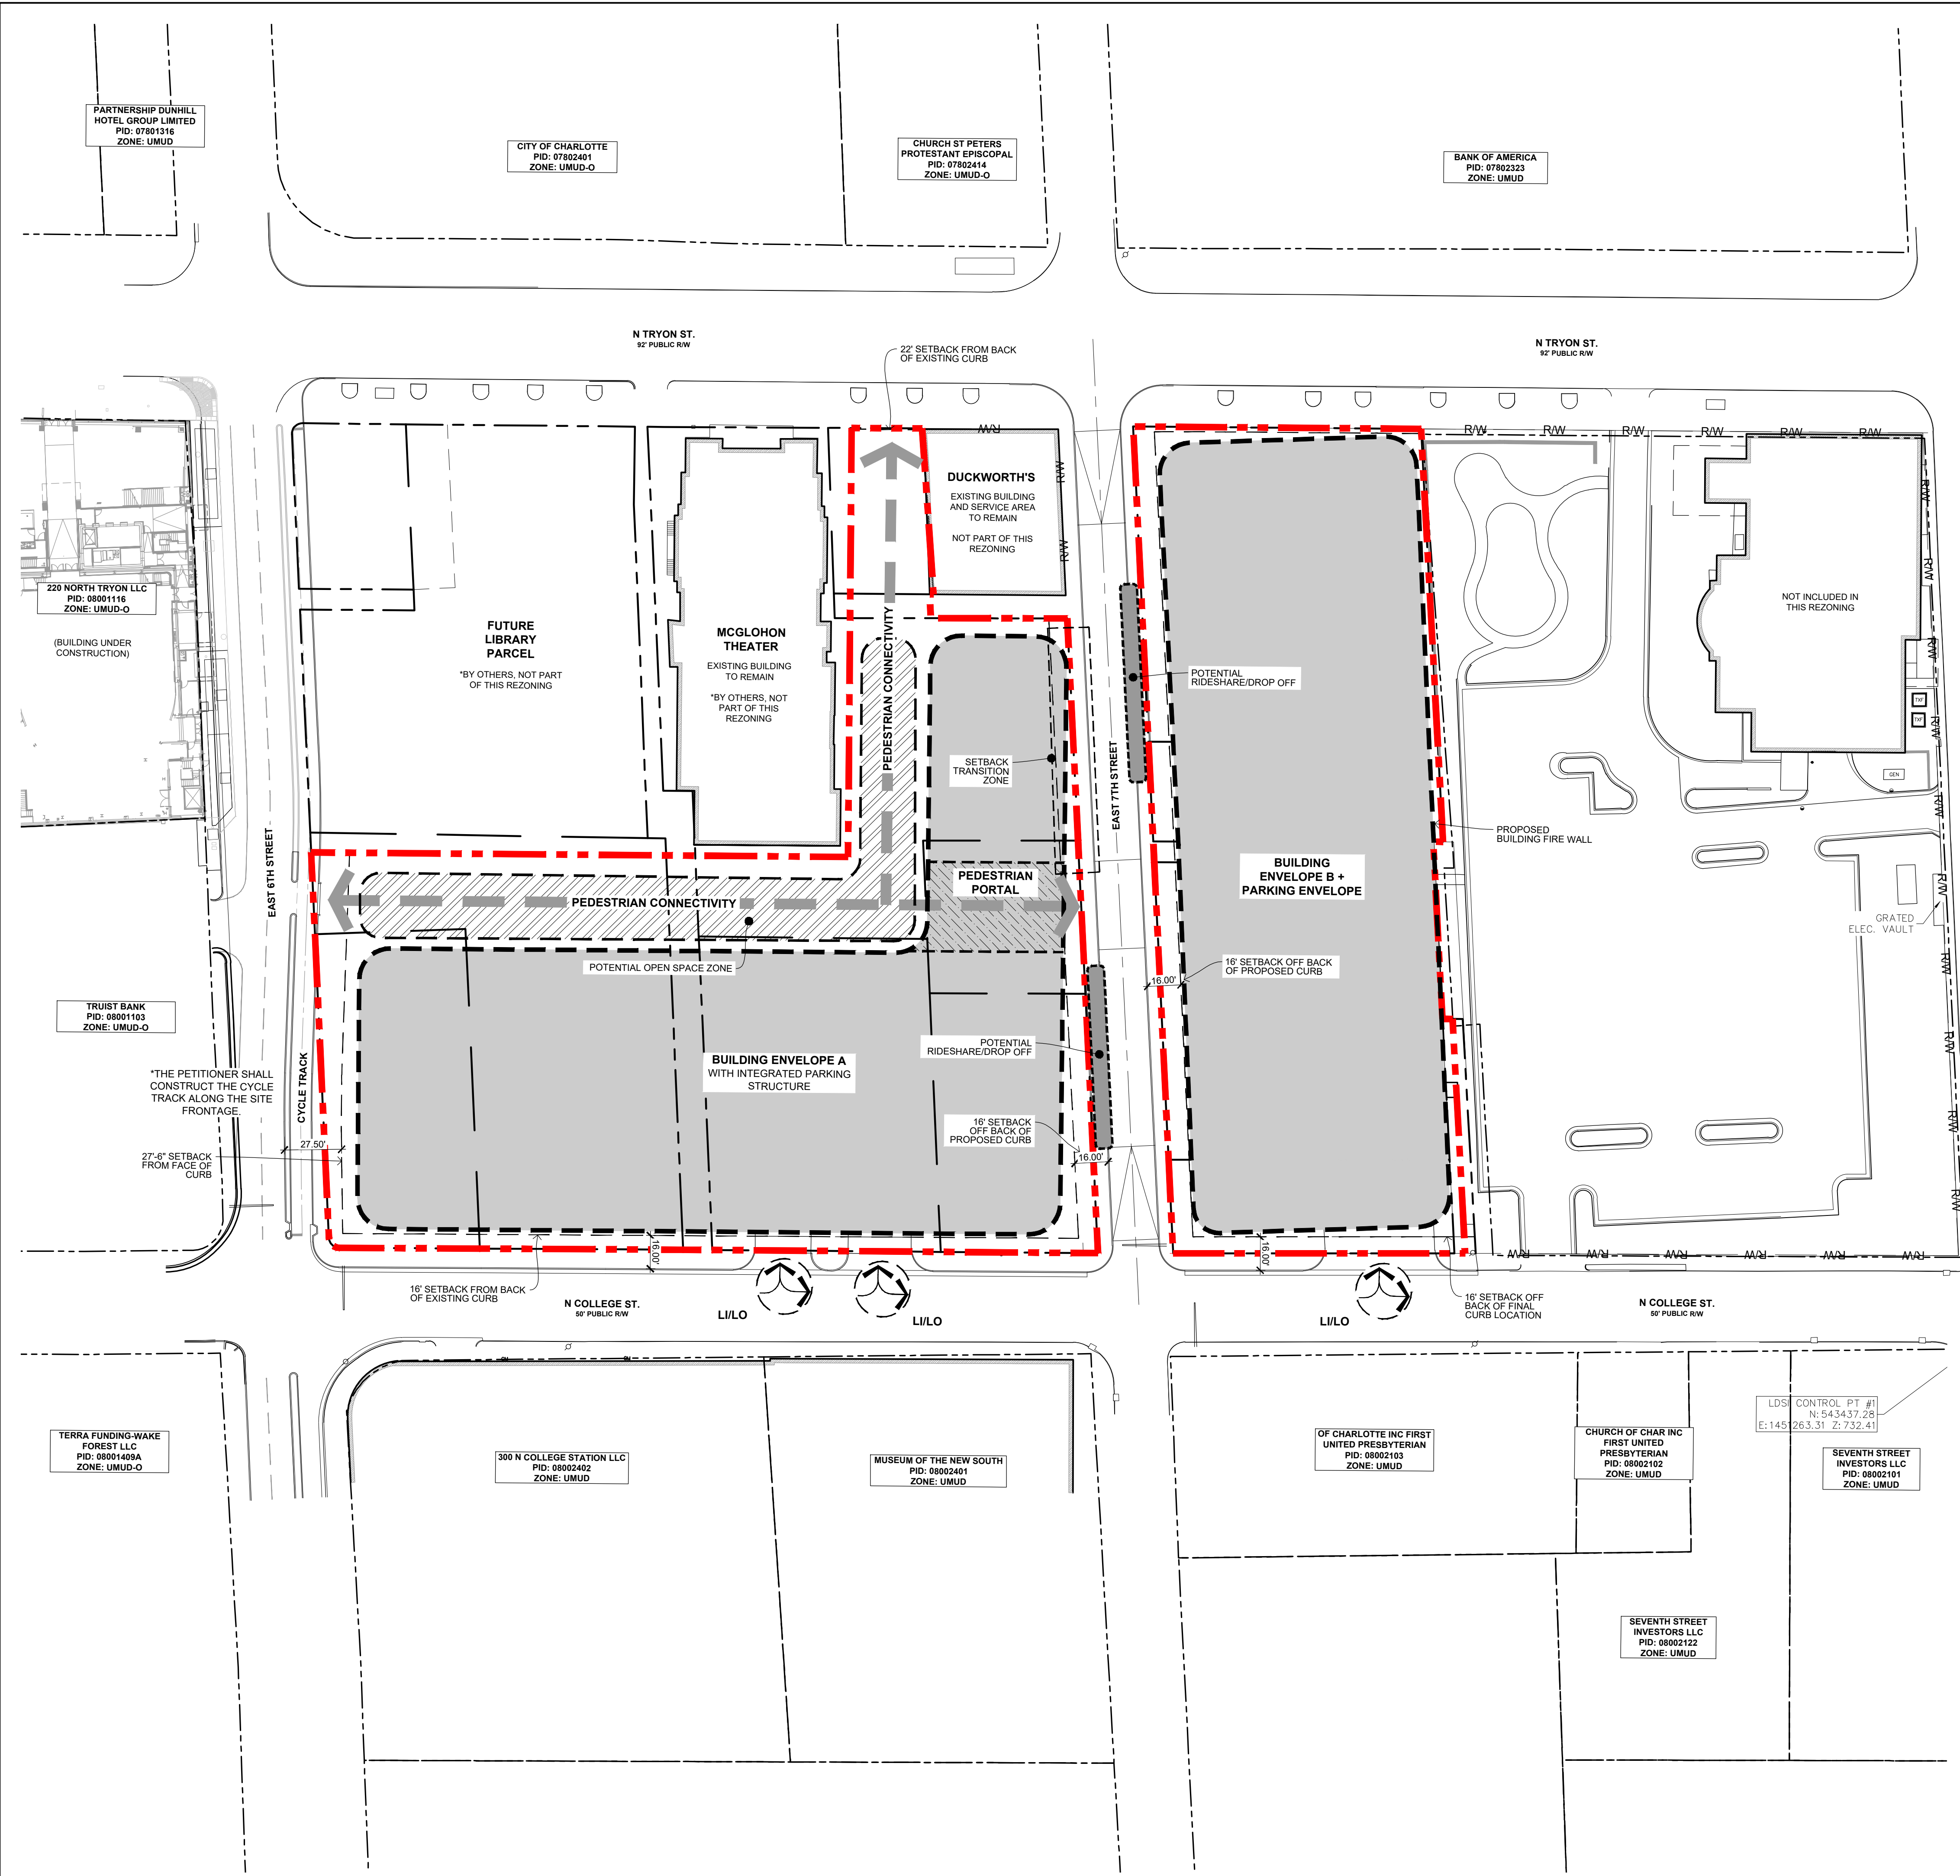 PARTNERSHIP DUNHILL
HOTEL GROUP LIMITED
PID: 07801316
ZONE: UMUD
CITY OF CHARLOTTE
PID: 07802401
ZONE: UMUD-O
CHURCH ST PETERS
PROTESTANT EPISCOPAL
PID: 07802414
ZONE: UMUD-O
BANK OF AMERICA
PID: 07802323
ZONE: UMUD
N TRYON ST.
92' PUBLIC R/W
22' SETBACK FROM BACK
OF EXISTING CURB
N TRYON ST.
92' PUBLIC R/W
R/W
R/W
R/W
R/W
R/W
R/W
R/W
R/W
R/W
DUCKWORTH'S
EXISTING BUILDING
AND SERVICE AREA
TO REMAIN
NOT PART OF THIS
REZONING
220 NORTH TRYON LLC
PID: 08001116
ZONE: UMUD-O
(BUILDING UNDER
CONSTRUCTION)
FUTURE
LIBRARY
PARCEL
*BY OTHERS, NOT PART
OF THIS REZONING
MCGLOHON
THEATER
EXISTING BUILDING
TO REMAIN
*BY OTHERS, NOT
PART OF THIS
REZONING
PEDESTRIAN CONNECTIVITY
SETBACK
TRANSITION
ZONE
EAST 7TH STREET
POTENTIAL
RIDESHARE/DROP OFF
NOT INCLUDED IN
THIS REZONING
R/W
R/W
R/W
R/W
R/W
TXF
TXF
GEN
PROPOSED
BUILDING FIRE WALL
EAST 6TH STREET
PEDESTRIAN CONNECTIVITY
PEDESTRIAN
PORTAL
BUILDING
ENVELOPE B +
PARKING ENVELOPE
R/W
GRATED
ELEC. VAULT
R/W
POTENTIAL OPEN SPACE ZONE
16' SETBACK OFF BACK
OF PROPOSED CURB
16.00'
TRUIST BANK
PID: 08001103
ZONE: UMUD-O
R/W
BUILDING ENVELOPE A
WITH INTEGRATED PARKING
STRUCTURE
POTENTIAL
RIDESHARE/DROP OFF
*THE PETITIONER SHALL
CONSTRUCT THE CYCLE
TRACK ALONG THE SITE
FRONTAGE.
CYCLE TRACK
16' SETBACK
OFF BACK OF
PROPOSED CURB
16.00'
27.50'
27'-6" SETBACK
FROM FACE OF
CURB
R/W
R/W
16.00'
16.00'
R/W
R/W
R/W
R/W
R/W
R/W
16' SETBACK FROM BACK
OF EXISTING CURB
N COLLEGE ST.
50' PUBLIC R/W
LI/LO
LI/LO
LI/LO
16' SETBACK OFF
BACK OF FINAL
CURB LOCATION
N COLLEGE ST.
50' PUBLIC R/W
LDSI CONTROL PT #1
N: 543437.28
E: 1451263.31 Z: 732.41
TERRA FUNDING-WAKE
FOREST LLC
PID: 08001409A
ZONE: UMUD-O
300 N COLLEGE STATION LLC
PID: 08002402
ZONE: UMUD
MUSEUM OF THE NEW SOUTH
PID: 08002401
ZONE: UMUD
OF CHARLOTTE INC FIRST
UNITED PRESBYTERIAN
PID: 08002103
ZONE: UMUD
CHURCH OF CHAR INC
FIRST UNITED
PRESBYTERIAN
PID: 08002102
ZONE: UMUD
SEVENTH STREET
INVESTORS LLC
PID: 08002101
ZONE: UMUD
SEVENTH STREET
INVESTORS LLC
PID: 08002122
ZONE: UMUD